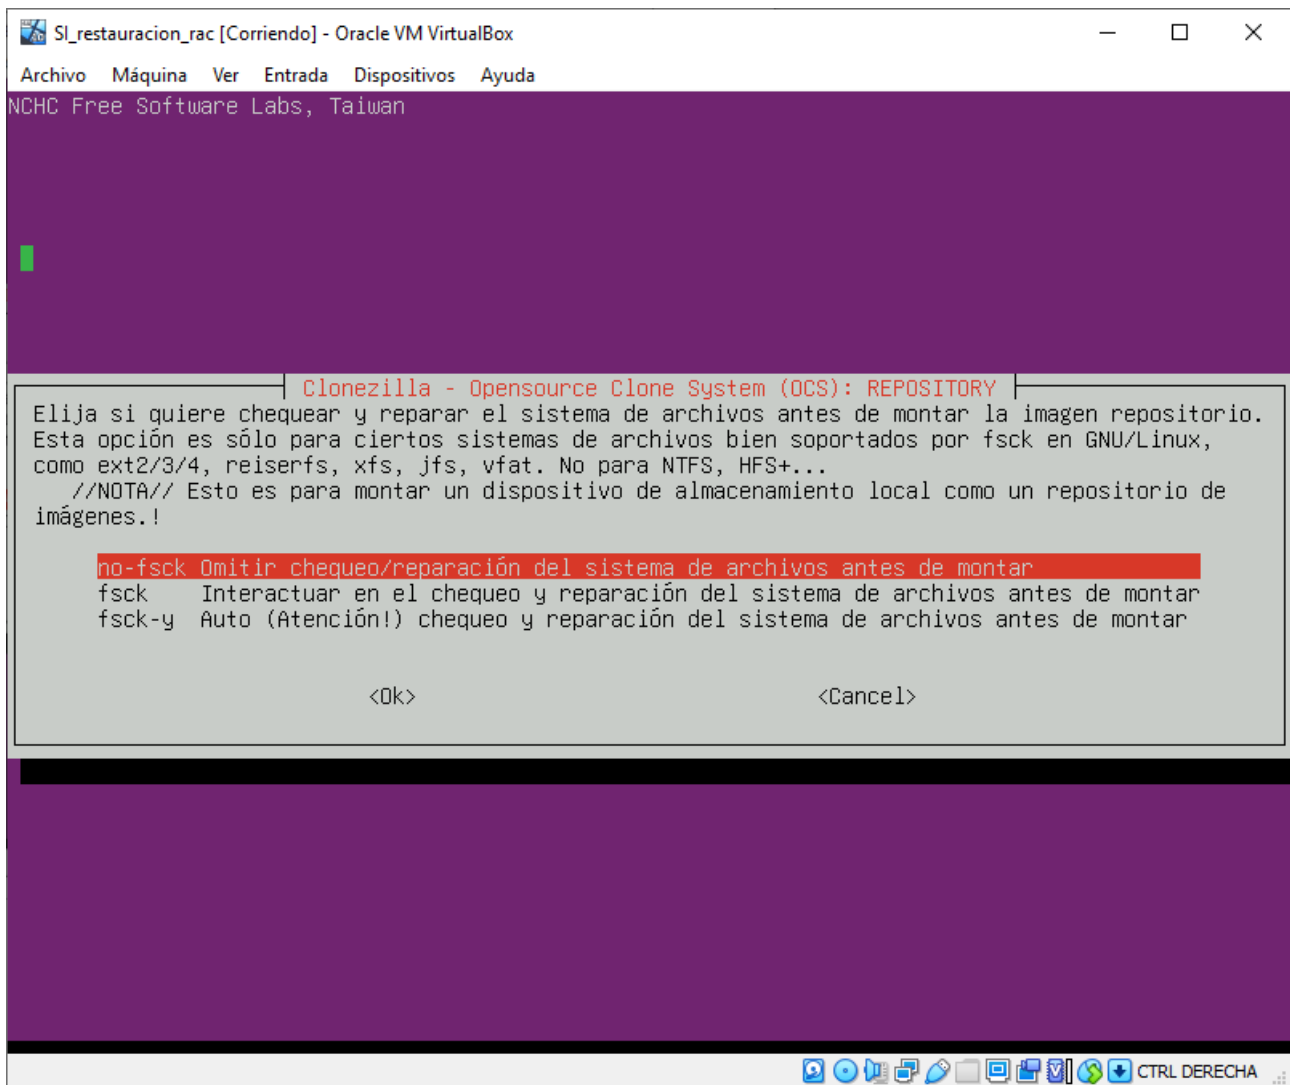 SI_restauracion_rac [Corriendo] - Oracle VM VirtualBox
Archivo Máquina Ver Entrada Dispositivos Ayuda
NCHC Free Software Labs, Taiwan
Clonezilla - Opensource Clone System (OCS): REPOSITORY
Elija si quiere chequear y reparar el sistema de archivos antes de montar la imagen repositorio.
Esta opción es sólo para ciertos sistemas de archivos bien soportados por fsck en GNU/Linux,
como ext2/3/4, reiserfs, xfs, jfs, vfat. No para NTFS, HFS+...
//NOTA// Esto es para montar un dispositivo de almacenamiento local como un repositorio de
imágenes.!
no-fsck Omitir chequeo/reparación del sistema de archivos antes de montar
fsck Interactuar en el chequeo y reparación del sistema de archivos antes de montar
fsck-y Auto (Atención!) chequeo y reparación del sistema de archivos antes de montar
<Ok> <Cancel>
CTRL DERECHA